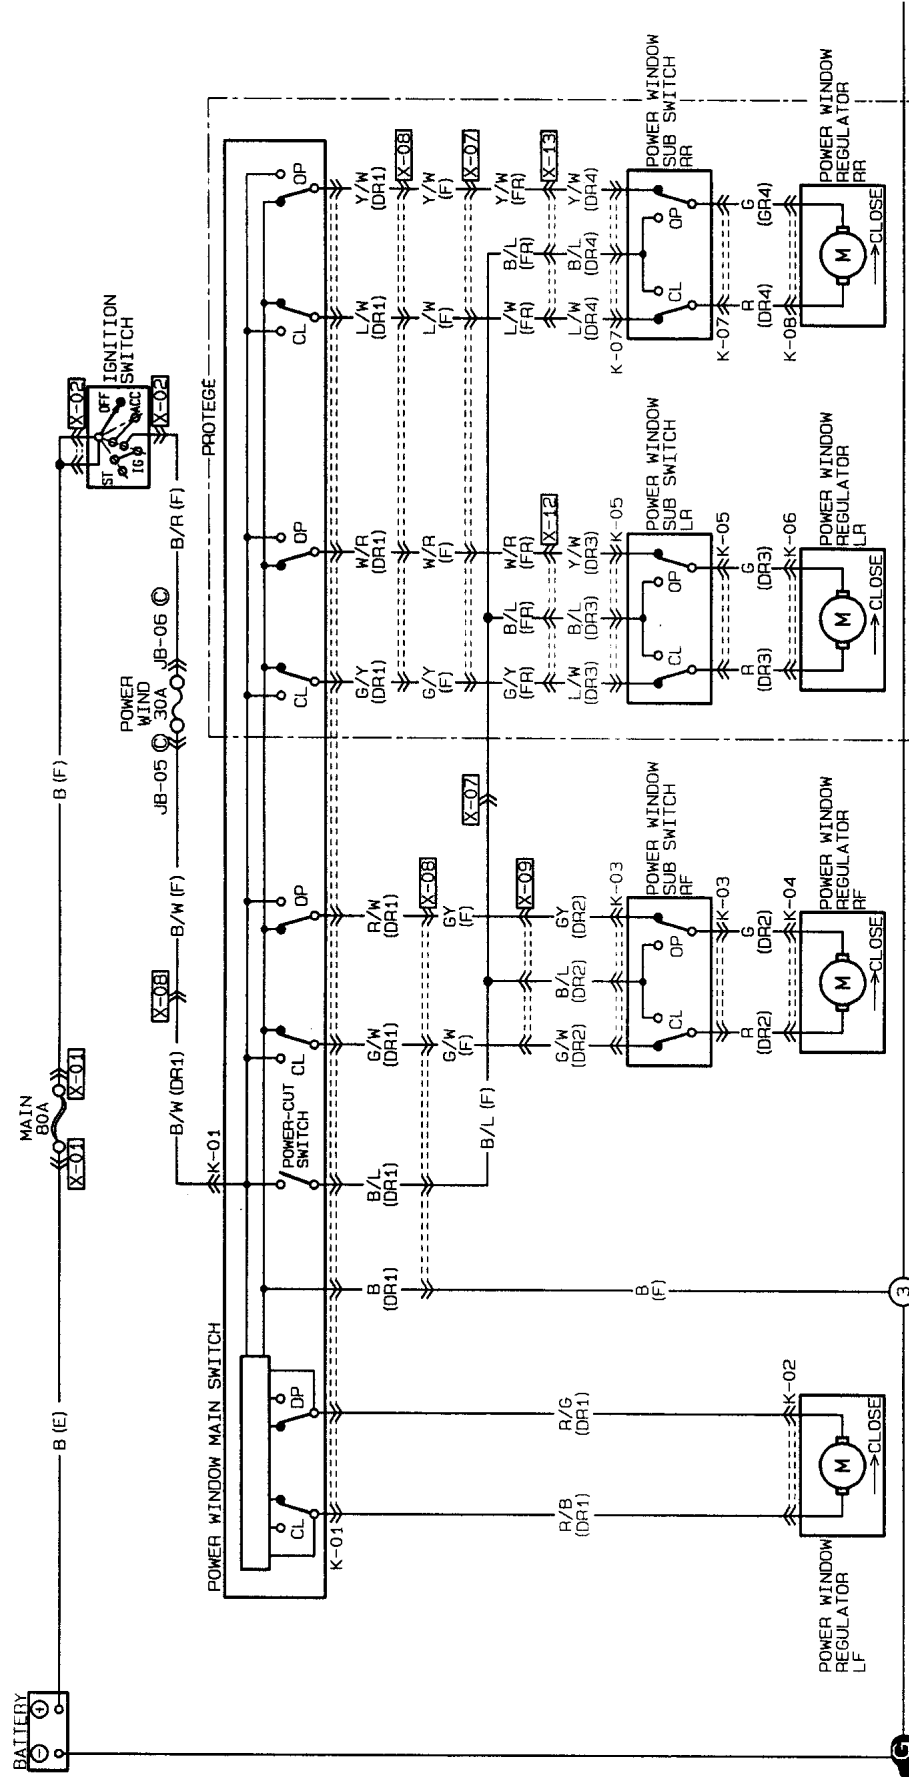 BATTERY
−
+
B (E)
X-01
MAIN
80A
X-01
B (F)
X-02
IGNITION
SWITCH
ST
IG
OFF
ACC
X-02
B/R (F)
JB-06 C
POWER
WIND
30A
JB-05 C
B/W (F)
X-08
B/W (DR1)
K-01
PROTEGE
POWER WINDOW MAIN SWITCH
CL
OP
POWER-CUT
SWITCH
CL
OP
CL
OP
CL
OP
K-01
B
(DR1)
B/L
(DR1)
G/W
(DR1)
R/W
(DR1)
G/Y
(DR1)
W/R
(DR1)
L/W
(DR1)
Y/W
(DR1)
X-08
X-08
G/W
(F)
GY
(F)
G/Y
(F)
W/R
(F)
L/W
(F)
Y/W
(F)
X-07
B/L (F)
X-07
X-09
G/Y
(FR)
B/L
(FR)
W/R
(FR)
X-12
L/W
(FR)
B/L
(FR)
Y/W
(FR)
X-13
R/B
(DR1)
R/G
(DR1)
B
(F)
G/W
(DR2)
B/L
(DR2)
GY
(DR2)
K-03
L/W
(DR3)
B/L
(DR3)
Y/W
(DR3)
K-05
L/W
(DR4)
B/L
(DR4)
Y/W
(DR4)
K-07
POWER WINDOW
SUB SWITCH
RF
CL
OP
POWER WINDOW
SUB SWITCH
LR
CL
OP
POWER WINDOW
SUB SWITCH
RR
CL
OP
K-03
K-05
K-07
R
(DR2)
G
(DR2)
R
(DR3)
G
(DR3)
R
(DR4)
G
(GR4)
K-02
K-04
K-06
K-08
POWER WINDOW
REGULATOR
LF
M
CLOSE
POWER WINDOW
REGULATOR
RF
M
CLOSE
POWER WINDOW
REGULATOR
LR
M
CLOSE
POWER WINDOW
REGULATOR
RR
M
CLOSE
G
3